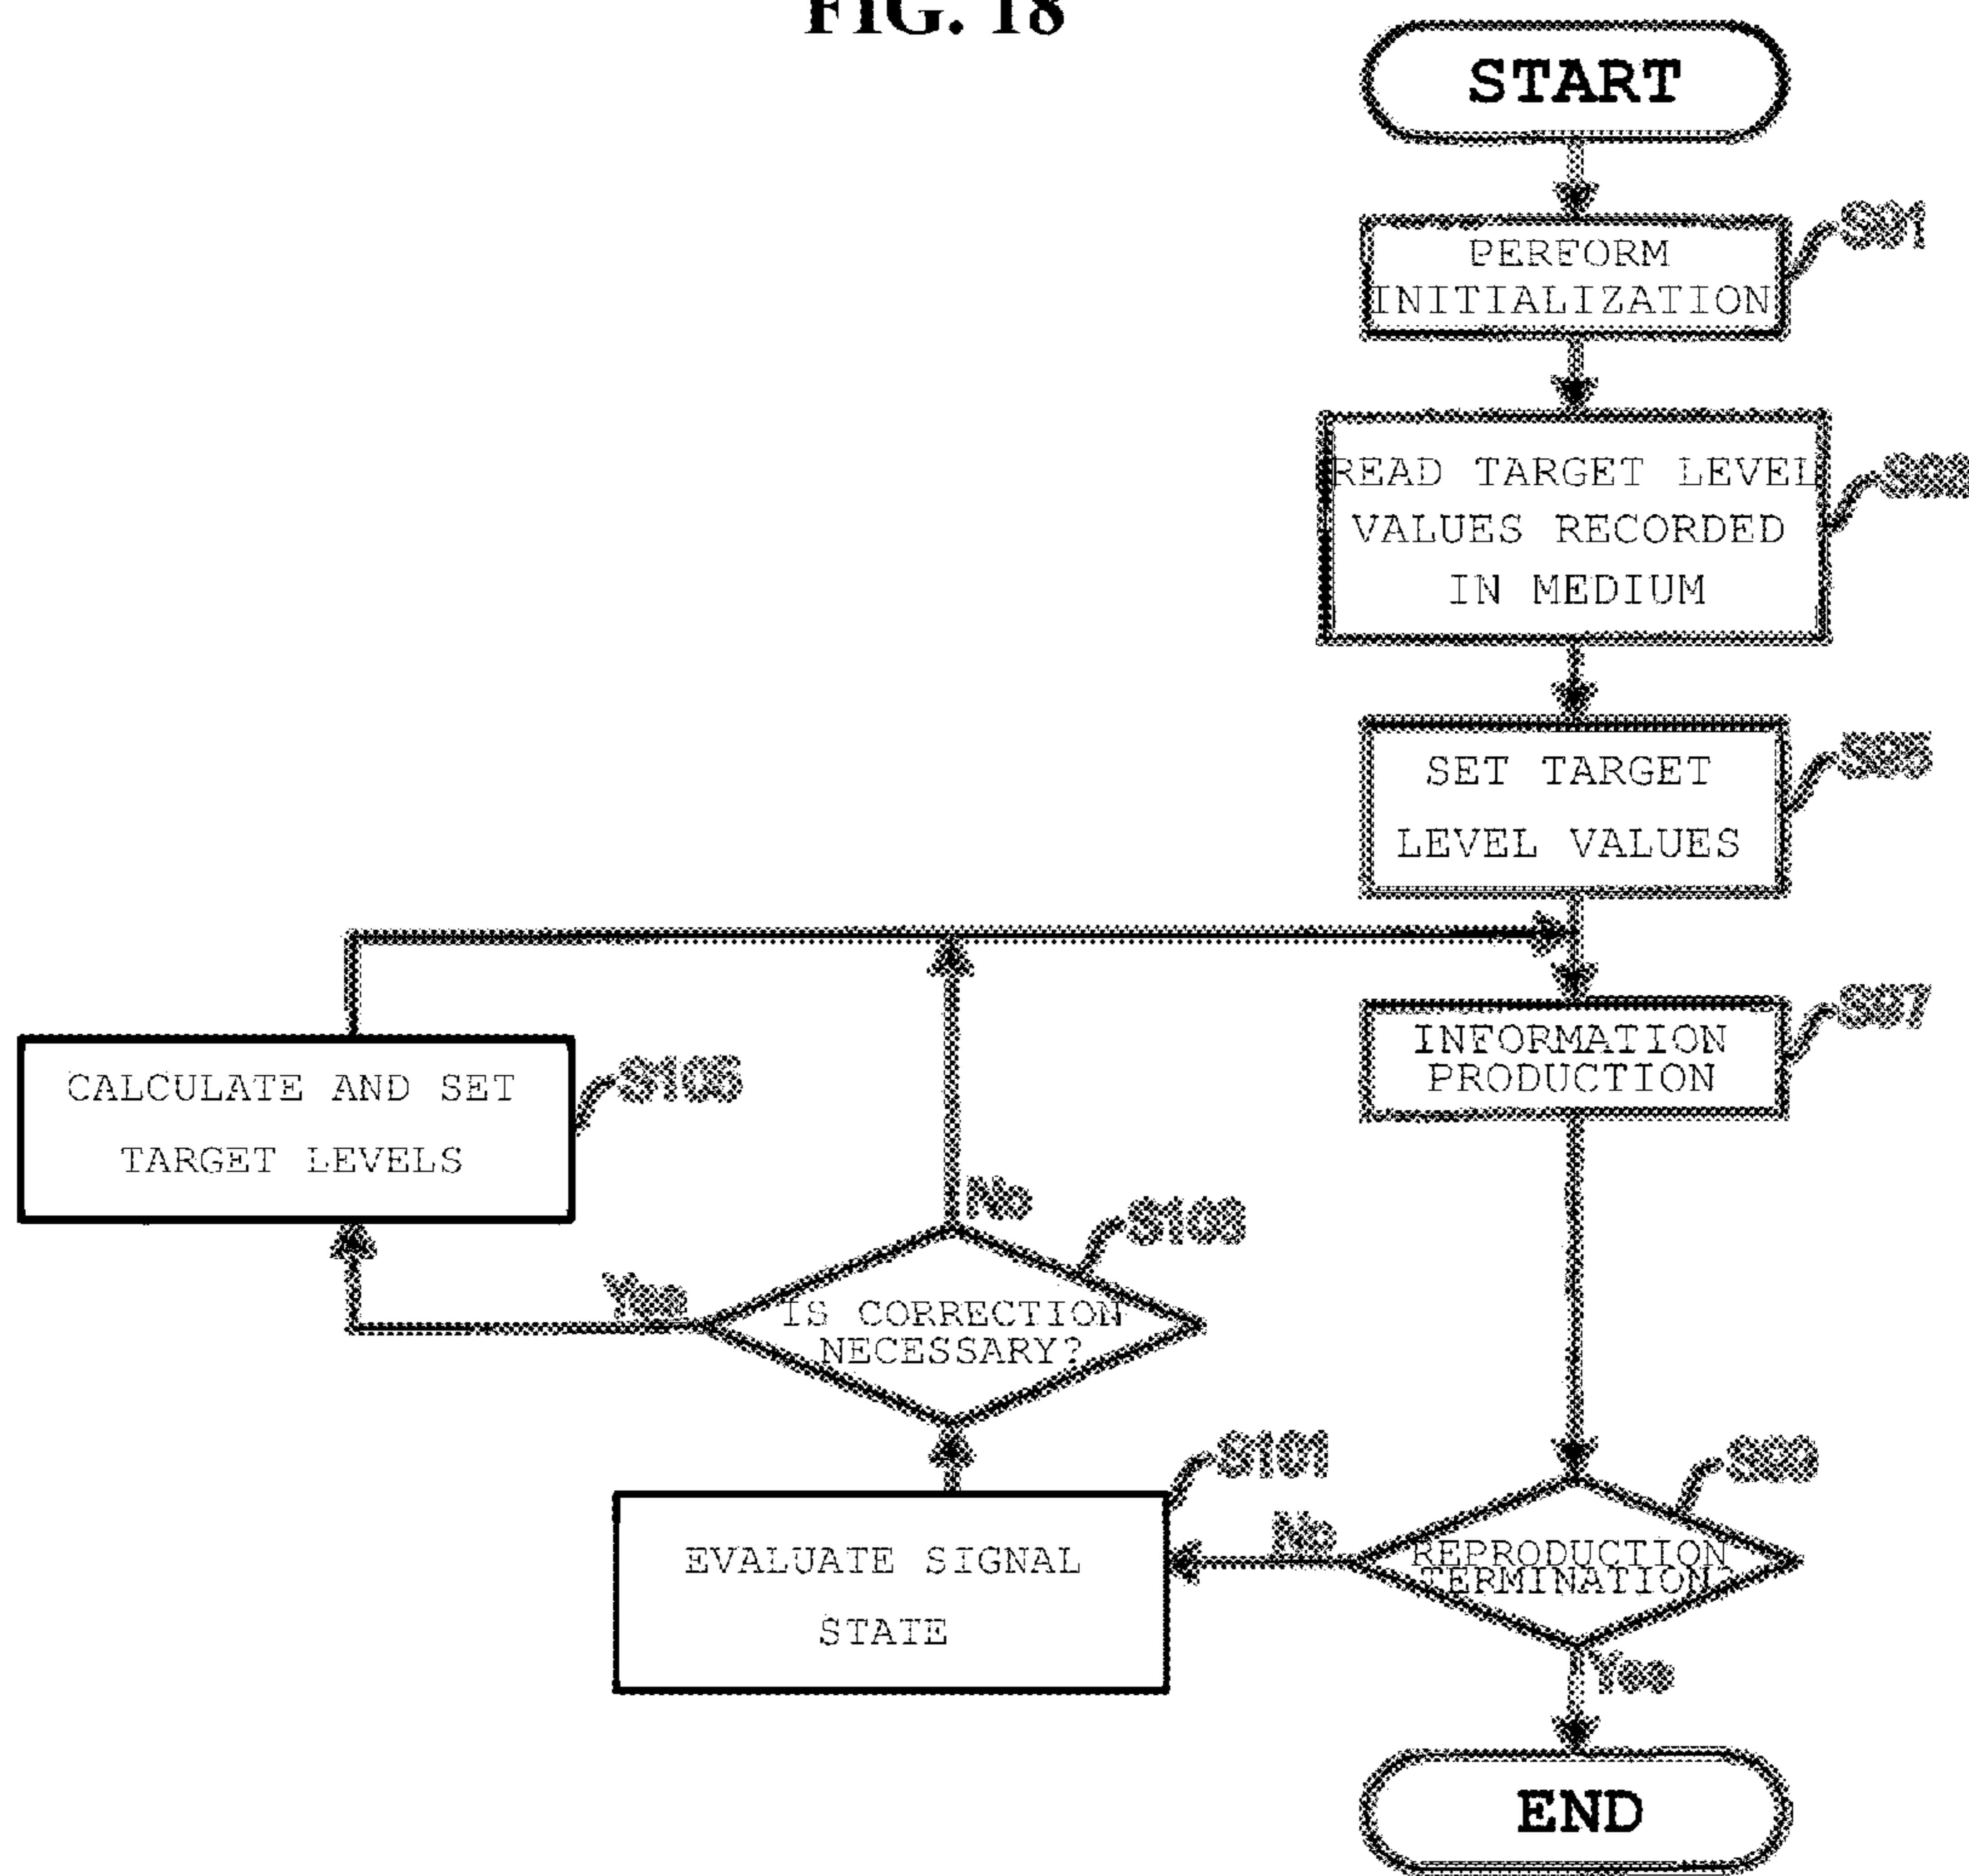 FIG. 18
START
PERFORM
INITIALIZATION
S91
READ TARGET LEVEL
VALUES RECORDED
IN MEDIUM
SET TARGET
LEVEL VALUES
S95
INFORMATION
PRODUCTION
S97
CALCULATE AND SET
TARGET LEVELS
S105
No
S103
Yes
IS CORRECTION
NECESSARY?
S101
EVALUATE SIGNAL
STATE
No
REPRODUCTION
TERMINATION
Yes
END